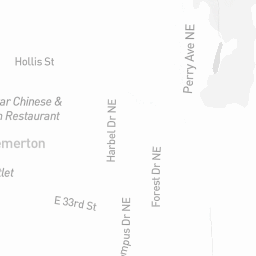 Perry Ave NE
Hollis St
ar Chinese &
n Restaurant
Harbel Dr NE
emerton
Forest Dr NE
tlet
E 33rd St
mpus Dr NE